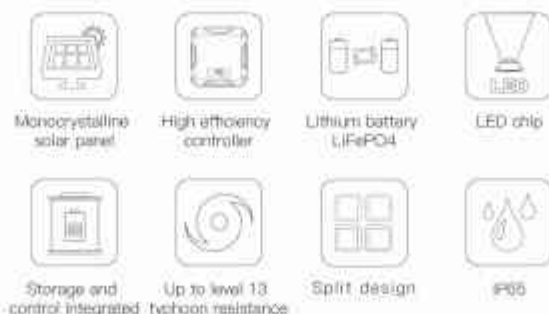 LED
Monocrystalline
solar panel
High efficiency
controller
Lithium battery
LiFePO4
LED chip
Storage and
control integrated
Up to level 13
typhoon resistance
Split design
IP65